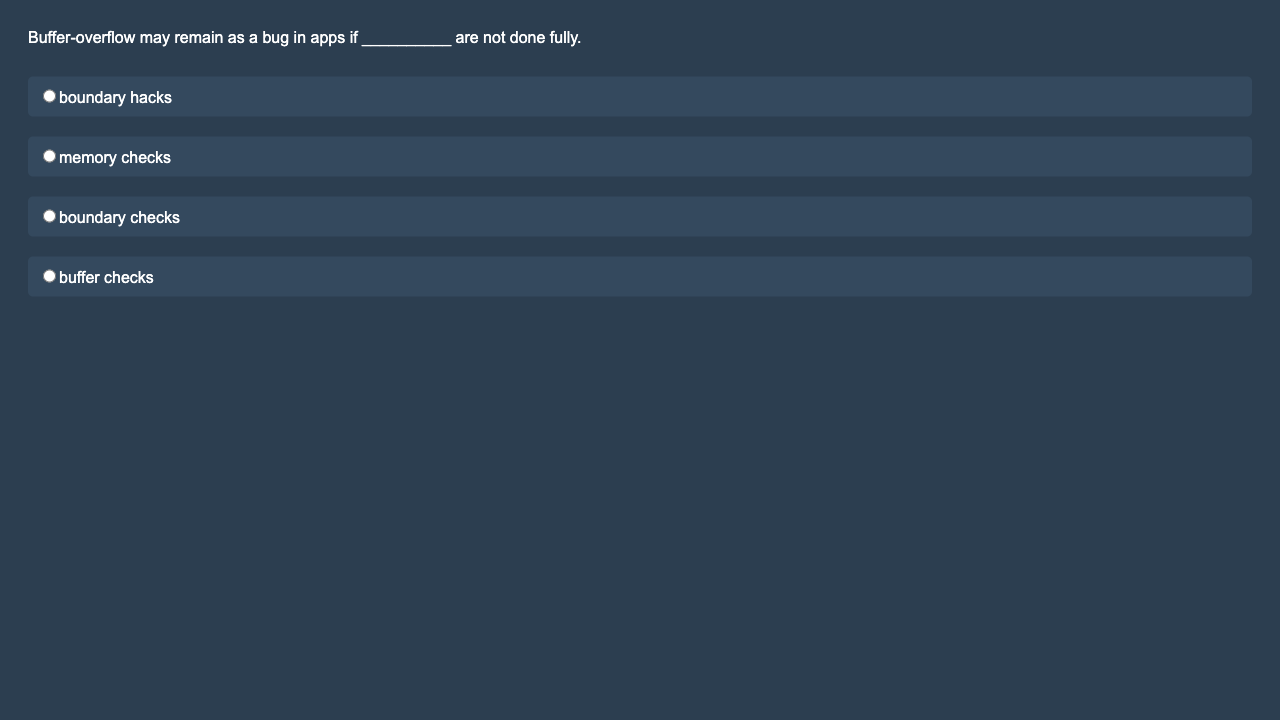 Buffer-overflow may remain as a bug in apps if __________ are not done fully.
boundary hacks
memory checks
boundary checks
buffer checks